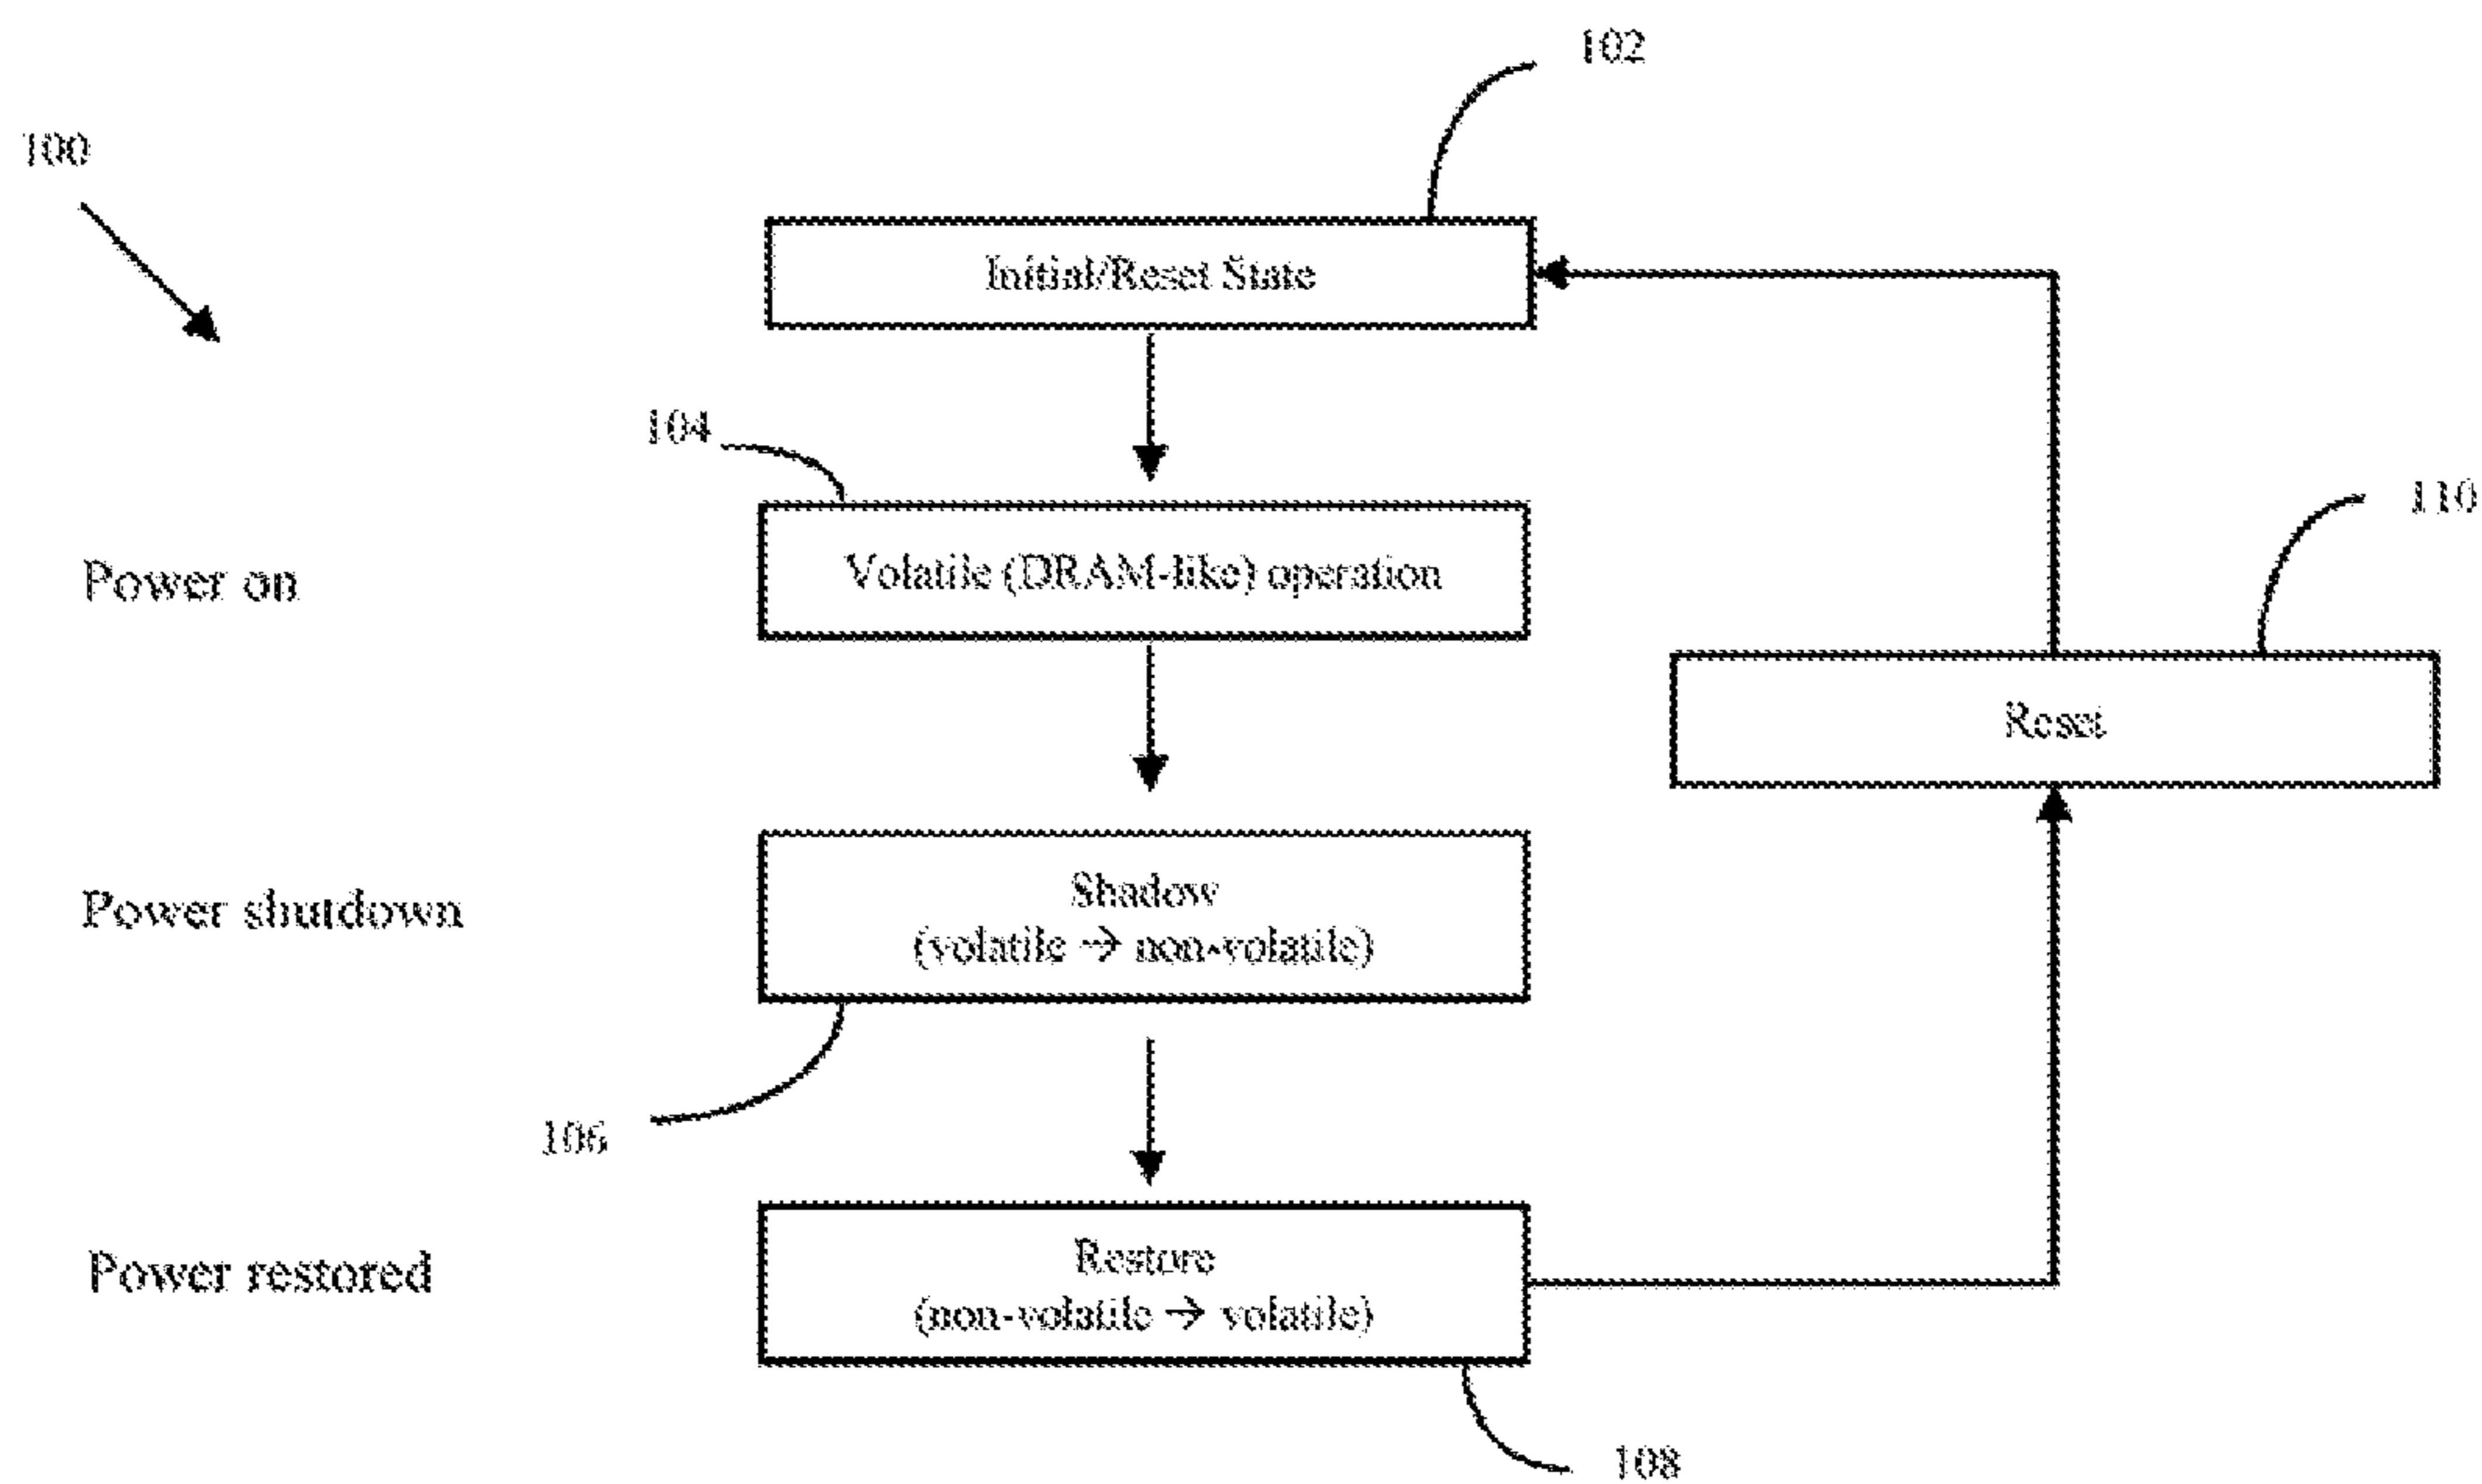 102
100
Initial/Reset State
104
110
Power on
Volatile (DRAM-like) operation
Reset
Power shutdown
Shadow
(volatile → non-volatile)
106
Power restored
Restore
(non-volatile → volatile)
108